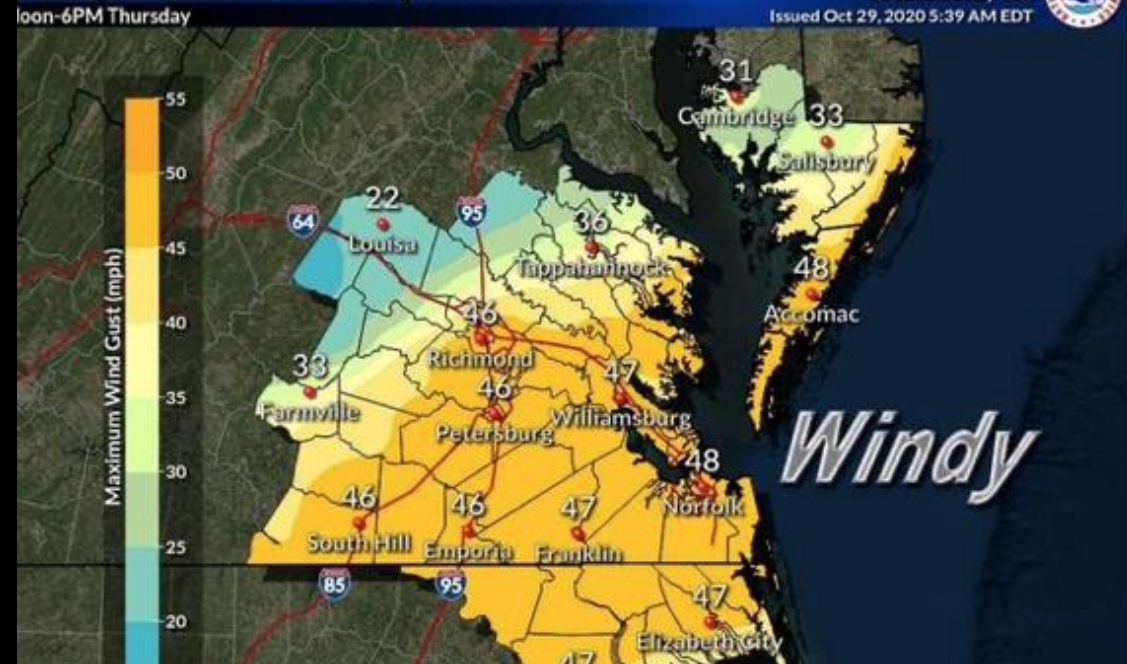 Noon-6PM Thursday
Issued Oct 29, 2020 5:39 AM EDT
31
Cambridge
33
Salisbury
55
50
45
40
35
30
25
20
Maximum Wind Gust (mph)
64
22
Louisa
95
36
Tappahannock
48
Accomac
46
Richmond
33
Farmville
46
Petersburg
47
Williamsburg
Windy
48
Norfolk
46
South Hill
46
Emporia
47
Franklin
85
95
47
Elizabeth City
47